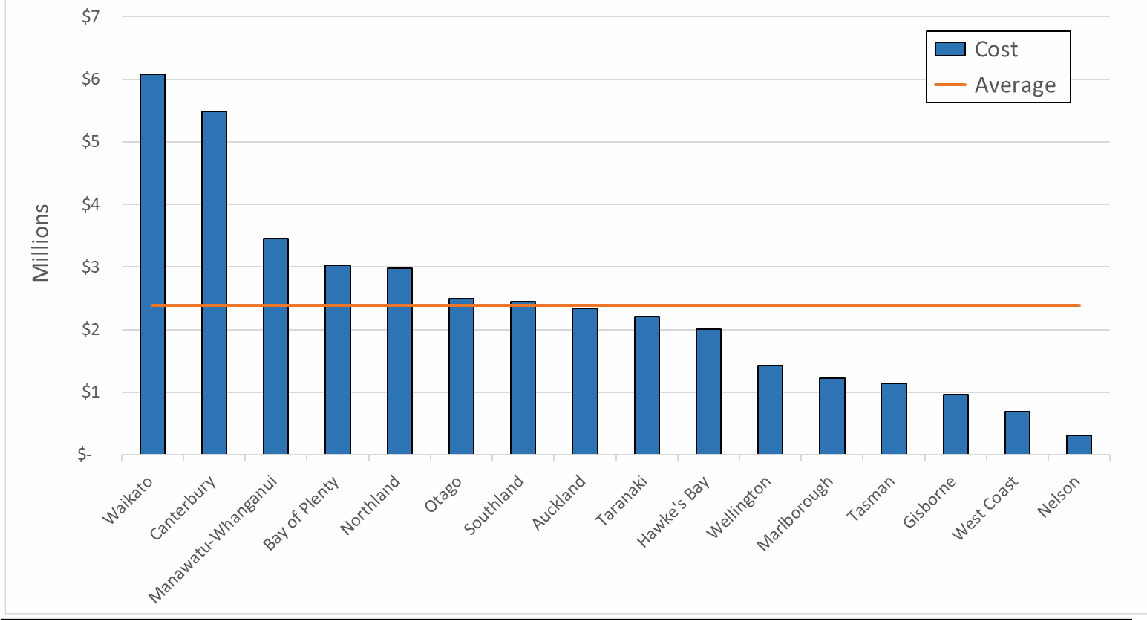 $7
$6
$5
$4
$3
$2
$1
$-
Millions
Cost
Average
Waikato
Canterbury
Manawatu-Whanganui
Bay of Plenty
Northland
Otago
Southland
Auckland
Taranaki
Hawke's Bay
Wellington
Marlborough
Tasman
Gisborne
West Coast
Nelson